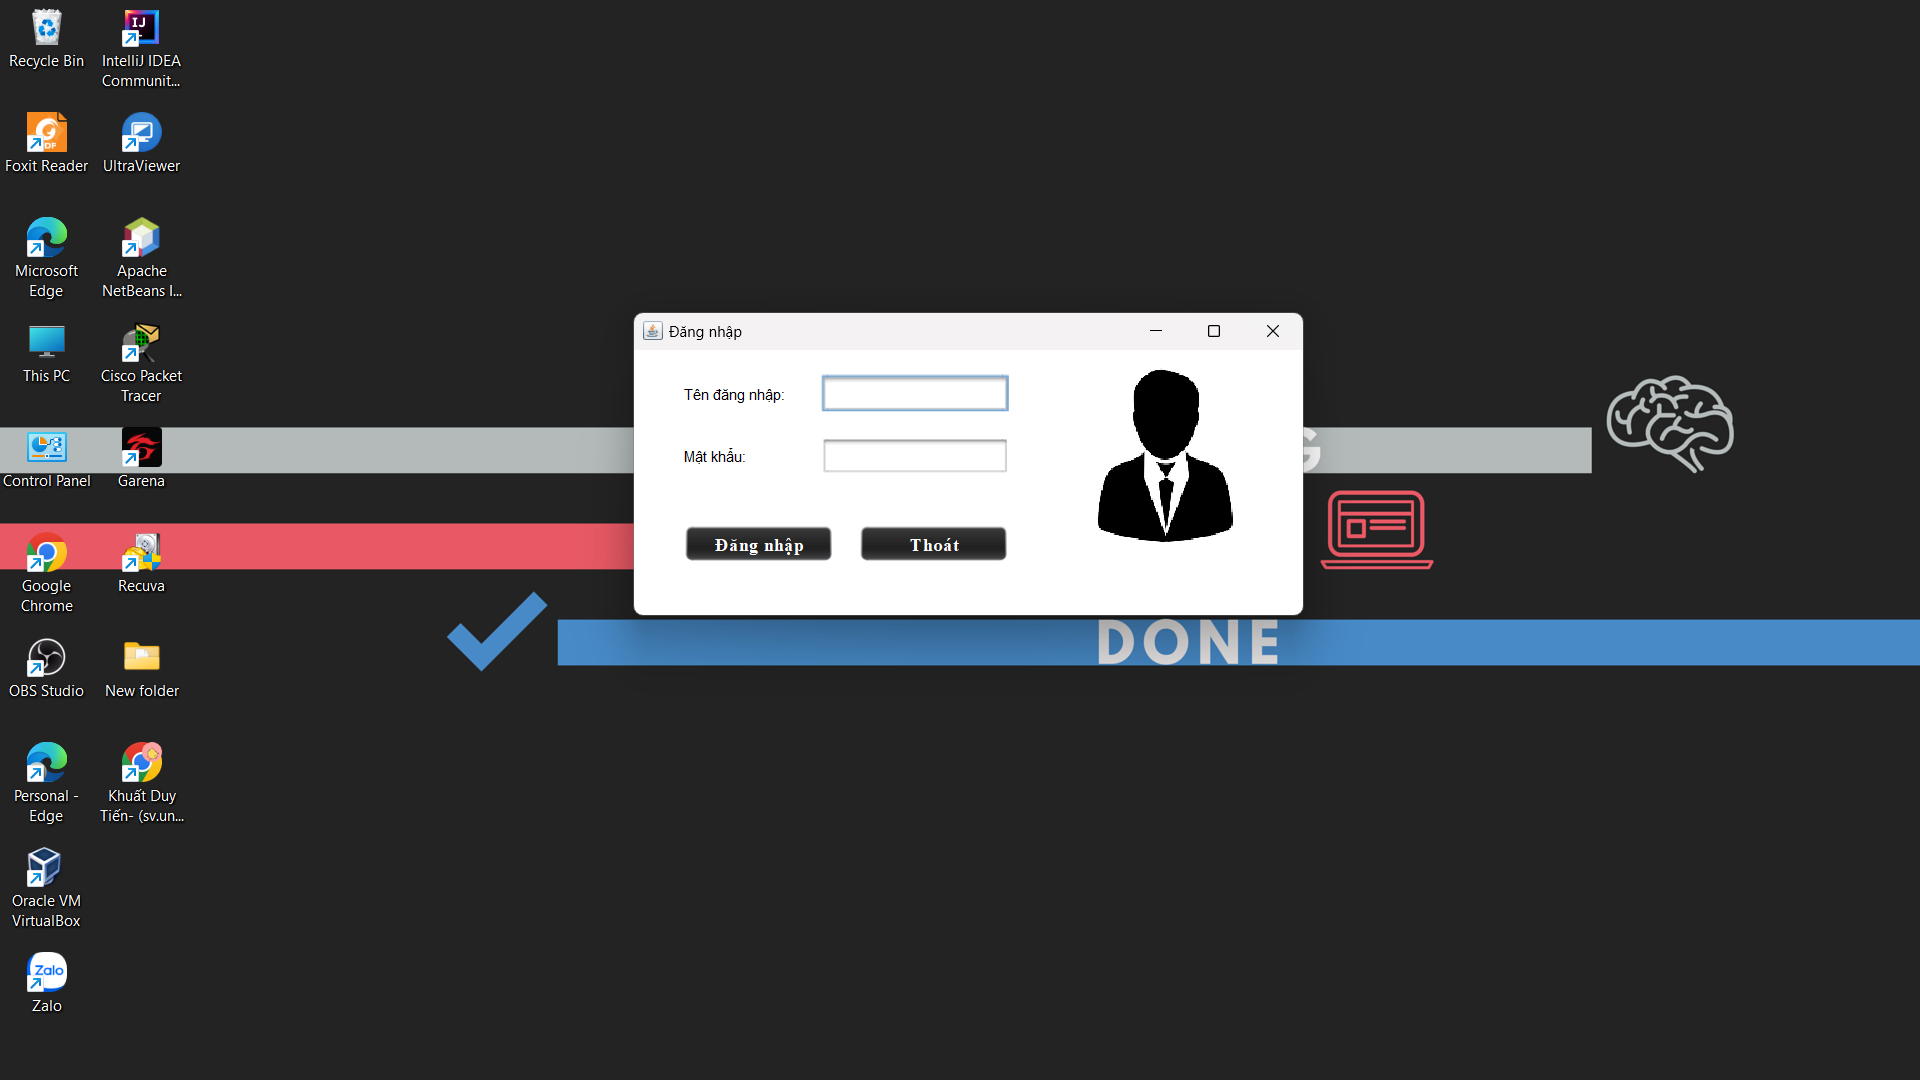 Recycle Bin
IntelliJ IDEA
Communit...
Foxit Reader
UltraViewer
Microsoft
Edge
Apache
NetBeans I...
This PC
Cisco Packet
Tracer
Control Panel
Garena
Google
Chrome
Recuva
OBS Studio
New folder
Personal -
Edge
Khuất Duy
Tiến- (sv.un...
Oracle VM
VirtualBox
Zalo
Zalo
Đăng nhập
Tên đăng nhập:
Mật khẩu:
Đăng nhập
Thoát
G
DONE